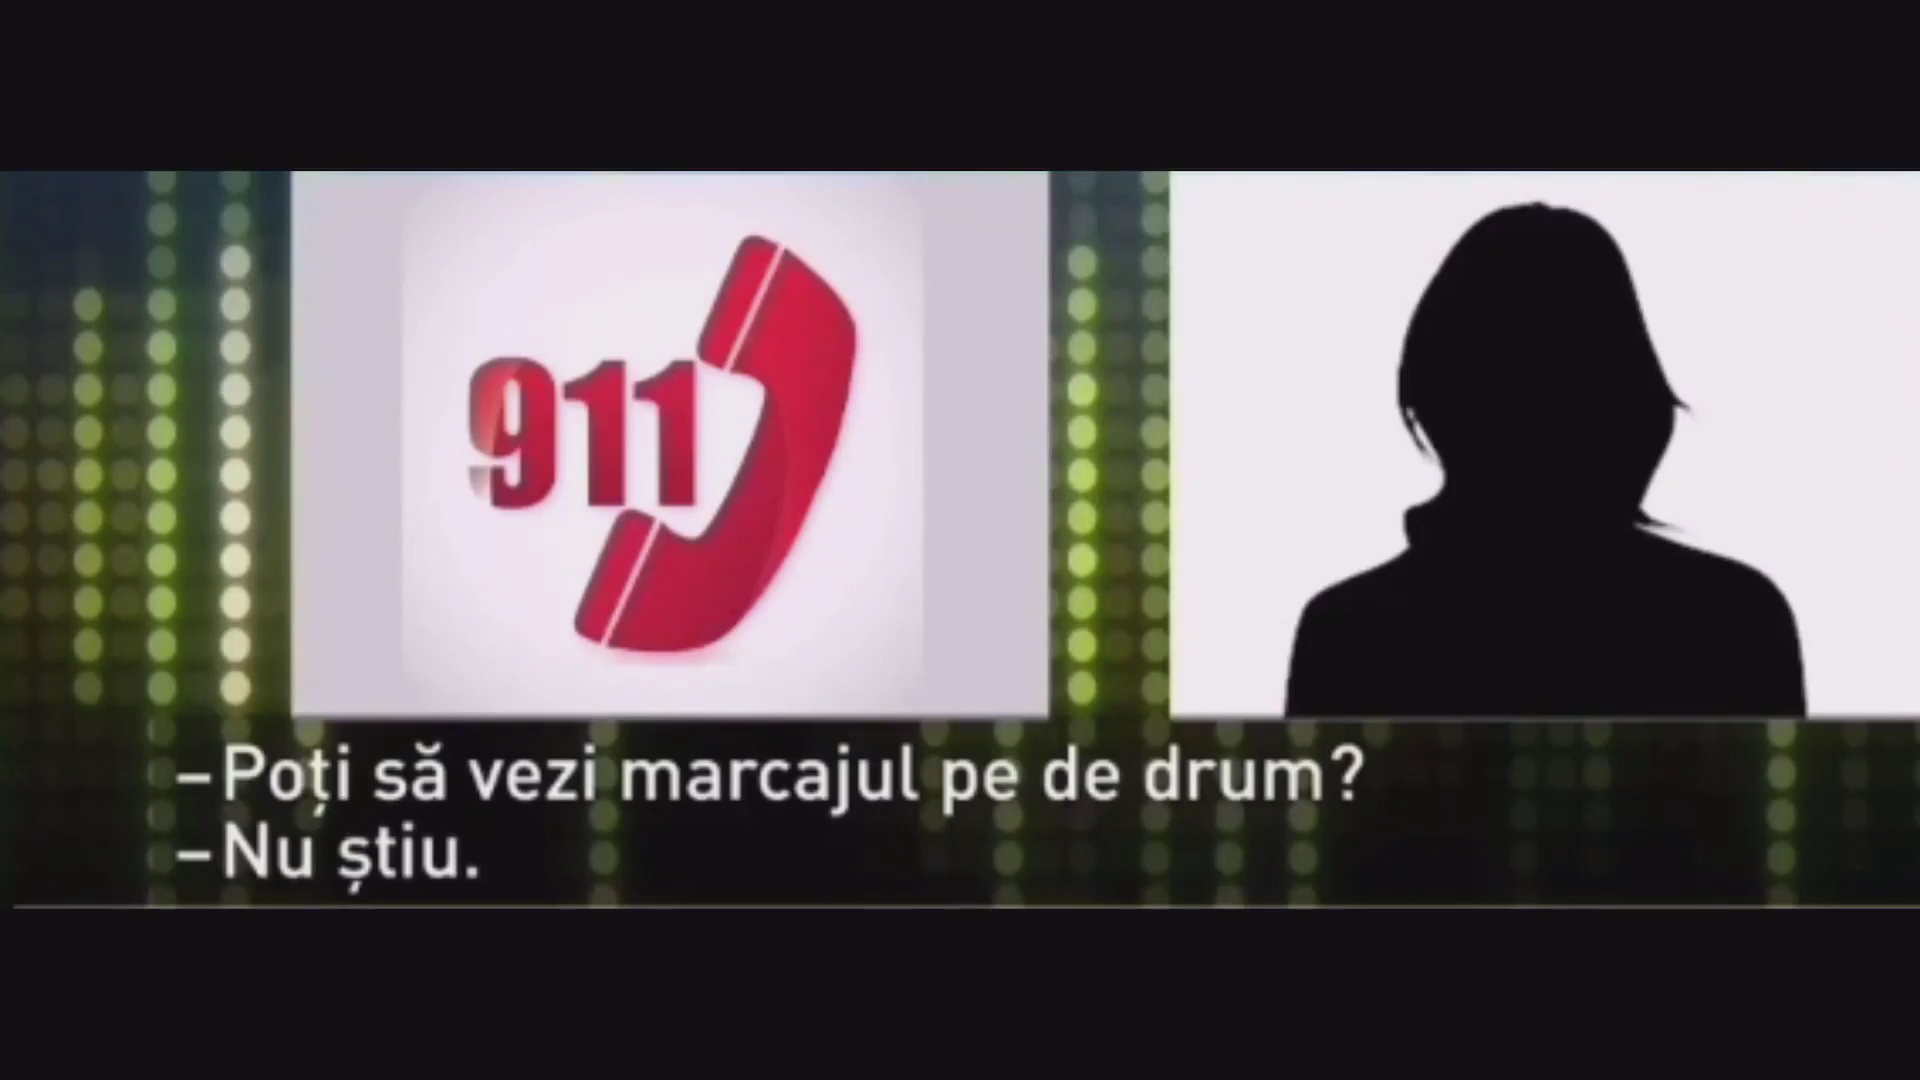 911
–Poți să vezi marcajul pe de drum?
–Nu știu.